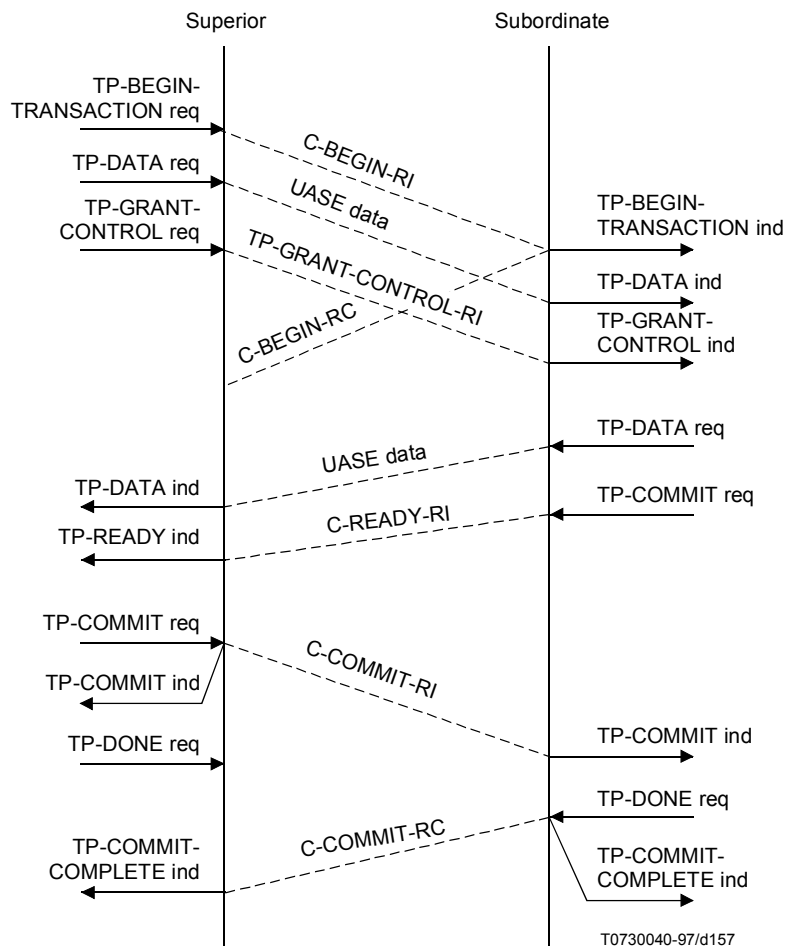 Superior
Subordinate
TP-BEGIN-
TRANSACTION req
C-BEGIN-RI
TP-DATA req
UASE data
TP-GRANT-
CONTROL req
TP-GRANT-CONTROL-RI
TP-BEGIN-
TRANSACTION ind
TP-DATA ind
C-BEGIN-RC
TP-GRANT-
CONTROL ind
TP-DATA req
UASE data
TP-DATA ind
TP-COMMIT req
C-READY-RI
TP-READY ind
TP-COMMIT req
C-COMMIT-RI
TP-COMMIT ind
TP-COMMIT ind
TP-DONE req
TP-DONE req
C-COMMIT-RC
TP-COMMIT-
COMPLETE ind
TP-COMMIT-
COMPLETE ind
T0730040-97/d157